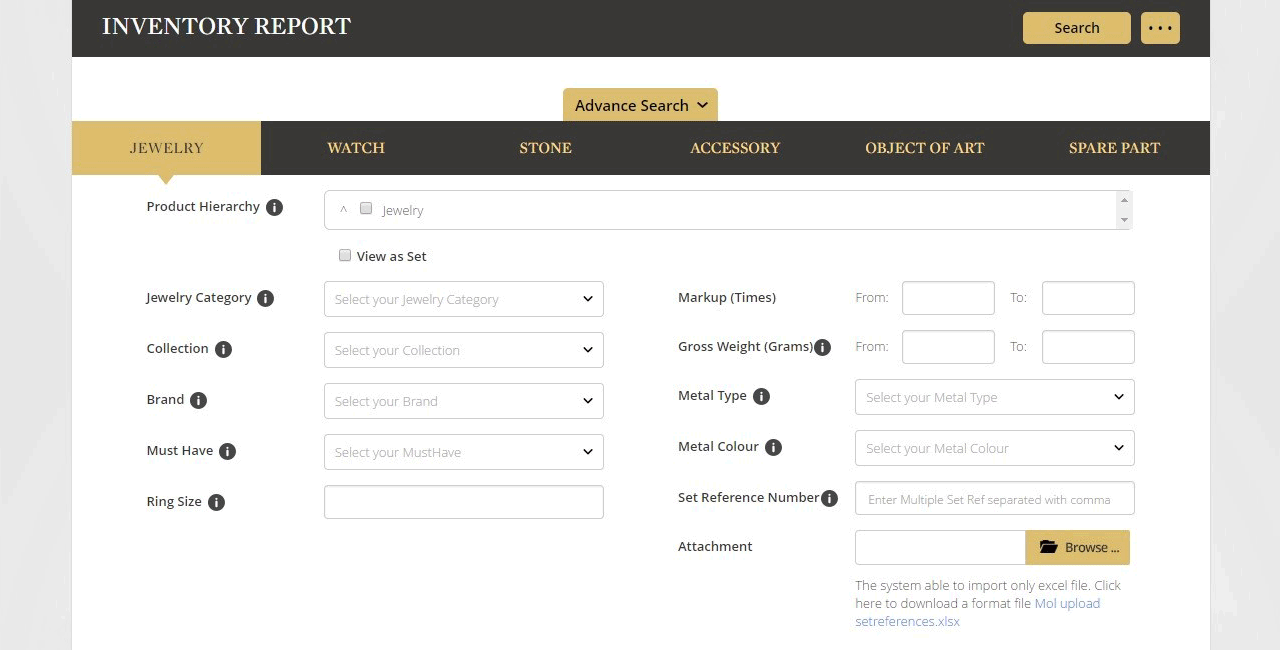 INVENTORY REPORT
Search
...
Advance Search
JEWELRY WATCH STONE ACCESSORY OBJECT OF ART SPARE PART
Product Hierarchy
^ Jewelry
View as Set
Jewelry Category Select your Jewelry Category
Markup (Times) From: To:
Collection Select your Collection
Gross Weight (Grams) From: To:
Brand Select your Brand
Metal Type Select your Metal Type
Must Have Select your MustHave
Metal Colour Select your Metal Colour
Ring Size
Set Reference Number Enter Multiple Set Ref separated with comma
Attachment Browse ...
The system able to import only excel file. Click
here to download a format file Mol upload
setreferences.xlsx